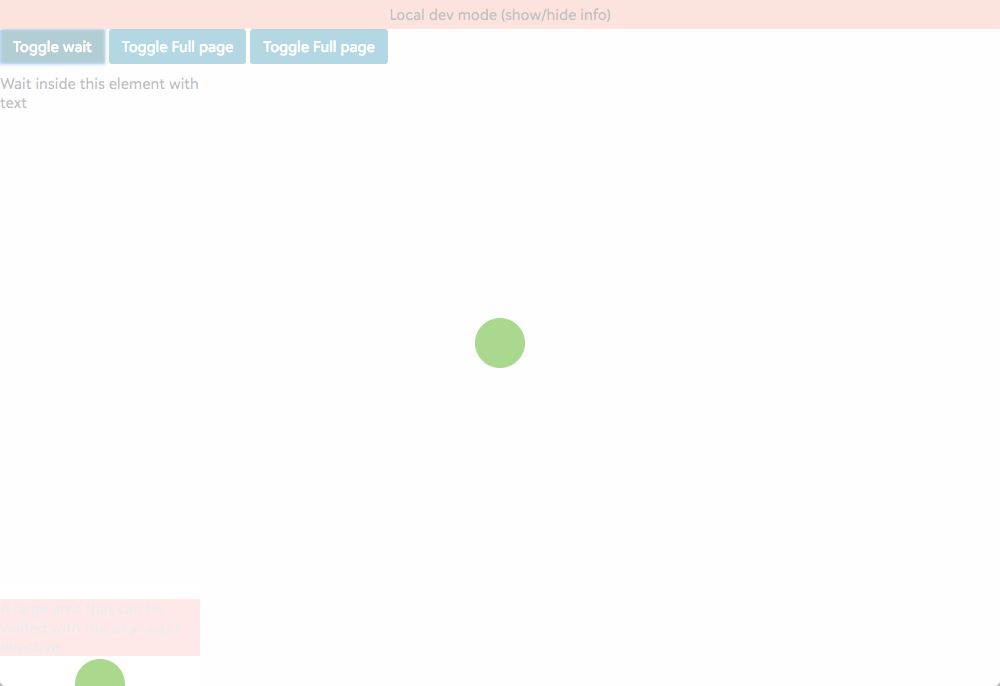 Local dev mode (show/hide info)
Toggle wait
Toggle Full page
Toggle Full page
Wait inside this element with
text